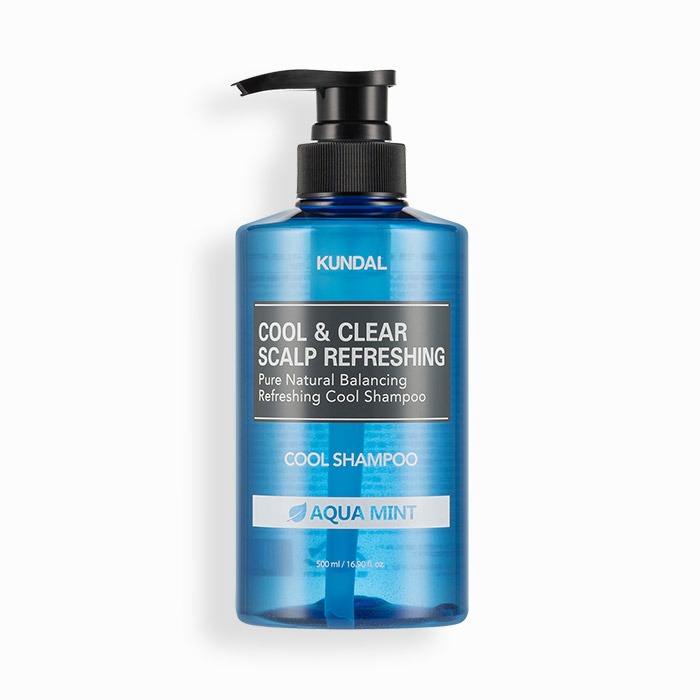 KUNDAL
COOL & CLEAR
SCALP REFRESHING
Pure Natural Balancing
Refreshing Cool Shampoo
COOL SHAMPOO
AQUA MINT
500 ml / 16.90 fl. oz.